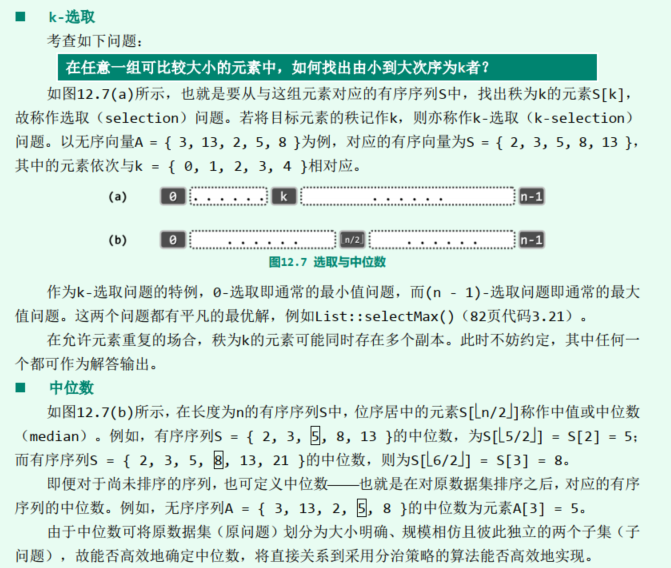 ■ k-选取
考查如下问题：
在任意一组可比较大小的元素中，如何找出由小到大次序为k者？
如图12.7(a)所示，也就是要从与这组元素对应的有序序列S中，找出秩为k的元素S[k]，
故称作选取（selection）问题。若将目标元素的秩记作k，则亦称作k-选取（k-selection）
问题。以无序向量A = { 3, 13, 2, 5, 8 }为例，对应的有序向量为S = { 2, 3, 5, 8, 13 }，
其中的元素依次与k = { 0, 1, 2, 3, 4 }相对应。
(a) 0 ...... k ...... n-1
(b) 0 ...... n/2 ...... n-1
图12.7 选取与中位数
作为k-选取问题的特例，0-选取即通常的最小值问题，而(n - 1)-选取问题即通常的最大
值问题。这两个问题都有平凡的最优解，例如List::selectMax()（82页代码3.21）。
在允许元素重复的场合，秩为k的元素可能同时存在多个副本。此时不妨约定，其中任何一
个都可作为解答输出。
■ 中位数
如图12.7(b)所示，在长度为n的有序序列S中，位序居中的元素S[⌊n/2⌋]称作中值或中位数
（median）。例如，有序序列S = { 2, 3, 5, 8, 13 }的中位数，为S[⌊5/2⌋] = S[2] = 5；
而有序序列S = { 2, 3, 5, 8, 13, 21 }的中位数，则为S[⌊6/2⌋] = S[3] = 8。
即便对于尚未排序的序列，也可定义中位数——也就是在对原数据集排序之后，对应的有序
序列的中位数。例如，无序序列A = { 3, 13, 2, 5, 8 }的中位数为元素A[3] = 5。
由于中位数可将原数据集（原问题）划分为大小明确、规模相仿且彼此独立的两个子集（子
问题），故能否高效地确定中位数，将直接关系到采用分治策略的算法能否高效地实现。